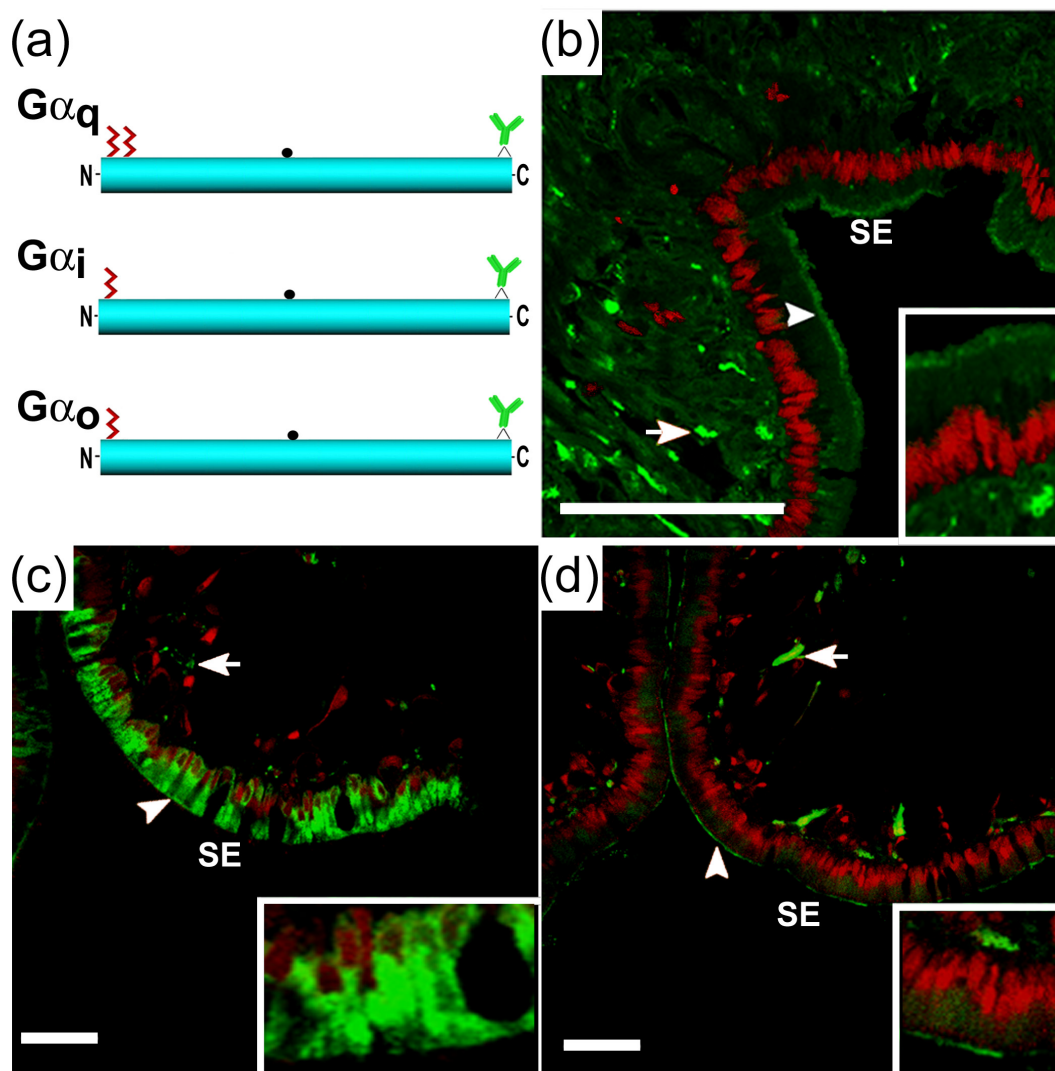 (a)
Gαq
N- -C
Gαi
N- -C
Gαo
N- -C
(b)
SE
(c)
SE
(d)
SE